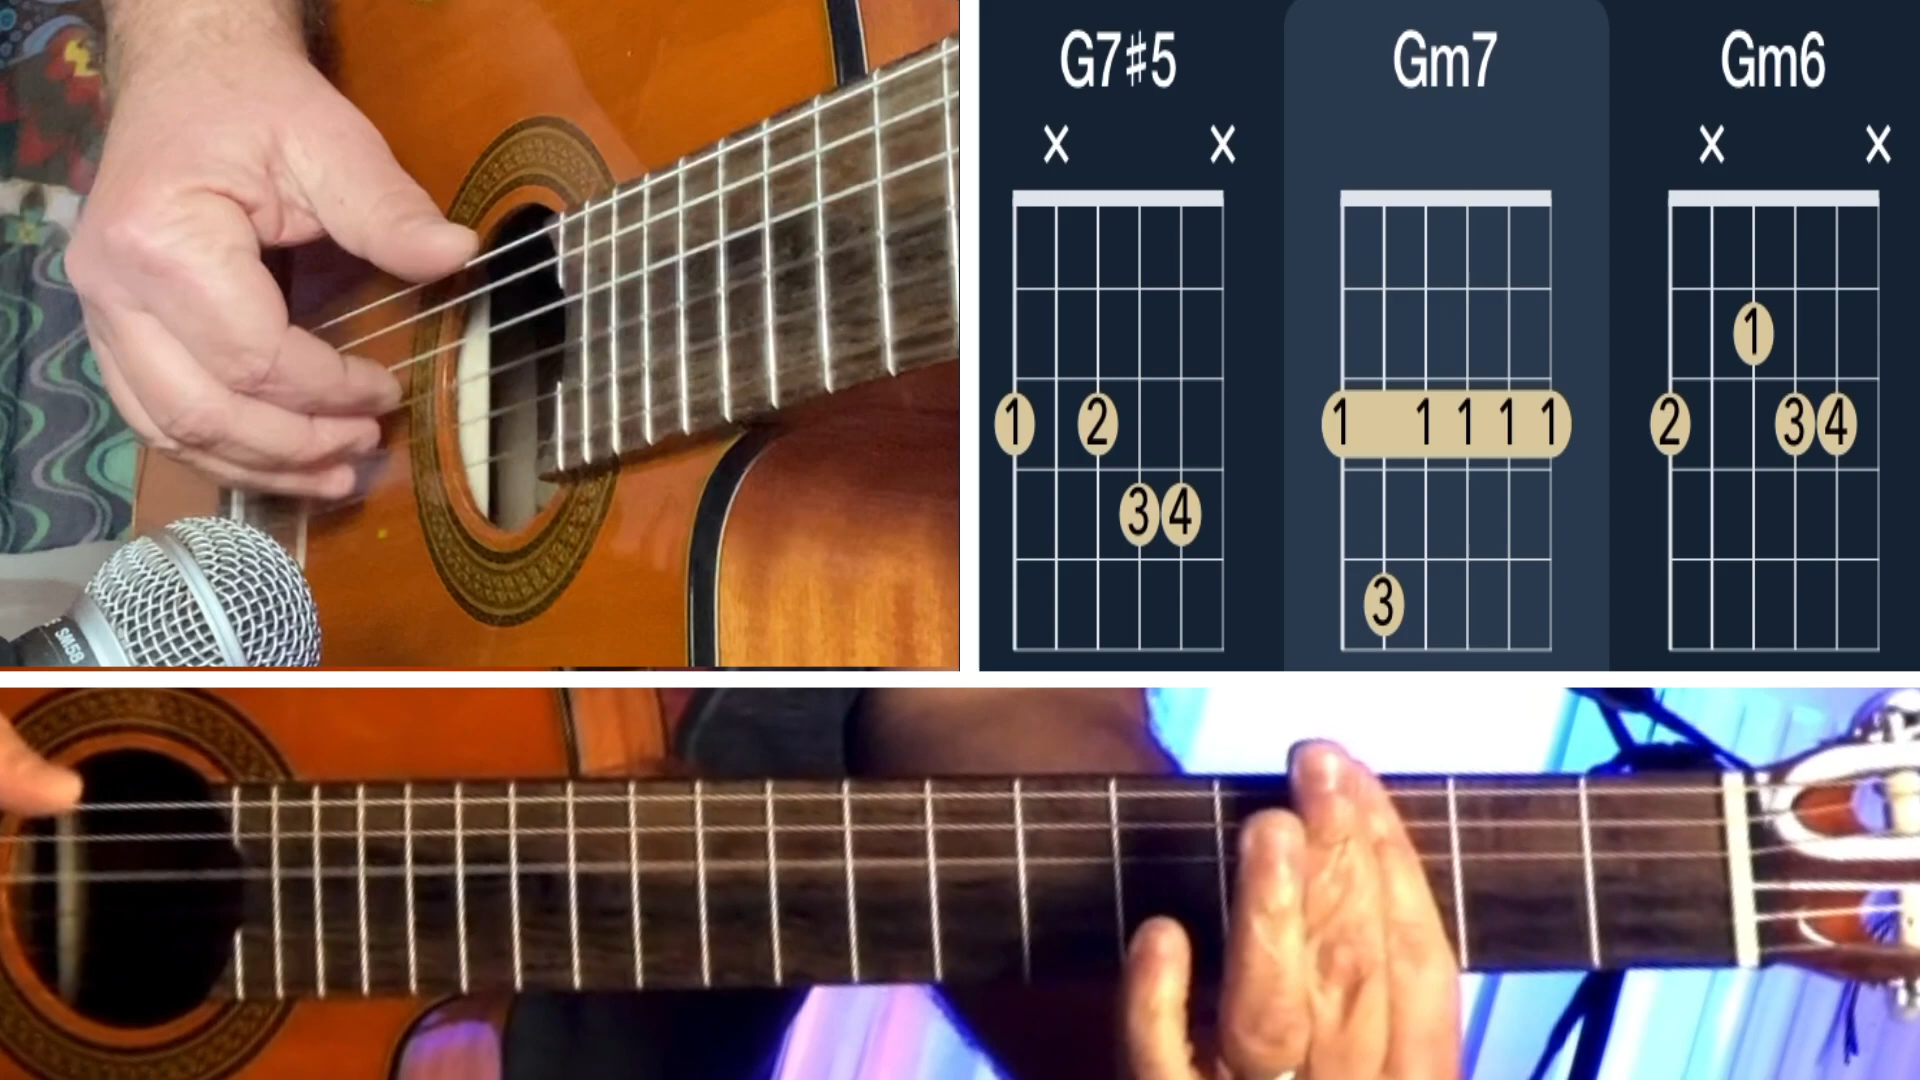 G7♯5 Gm7 Gm6
× × × ×
1
1 2 1 1 1 1 1 2 3 4
3 4
3
SM58